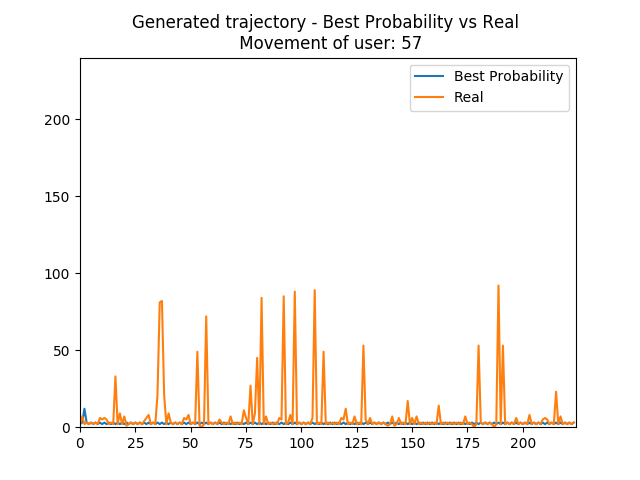 Generated trajectory - Best Probability vs Real
Movement of user: 57
Best Probability
Real
200
150
100
50
0
0 25 50 75 100 125 150 175 200